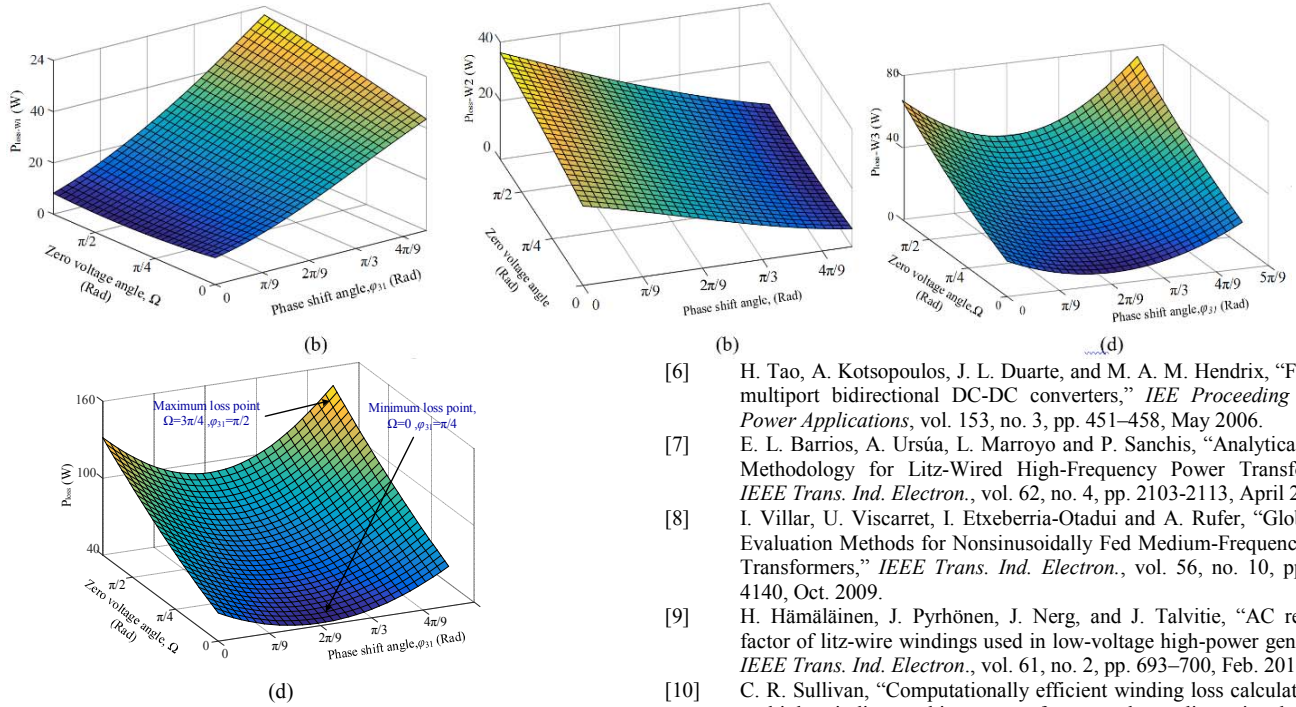 24
40
20
0
P_loss-W1 (W)
π/2
π/4
0
Zero voltage angle, Ω
(Rad)
0
π/9
2π/9
π/3
4π/9
Phase shift angle,φ31 (Rad)
(b)
40
20
0
P_loss-W2 (W)
π/2
π/4
0
Zero voltage angle
(Rad)
0
π/9
2π/9
π/3
4π/9
Phase shift angle, (Rad)
(b)
80
40
0
P_loss-W3 (W)
π/2
π/4
0
Zero voltage angle,Ω
(Rad)
0
π/9
2π/9
π/3
4π/9
5π/9
Phase shift angle,φ31 (Rad)
(d)
160
100
40
P_loss (W)
Maximum loss point
Ω=3π/4 ,φ31=π/2
Minimum loss point,
Ω=0 ,φ31=π/4
π/2
π/4
0
Zero voltage angle, Ω
(Rad)
0
π/9
2π/9
π/3
4π/9
Phase shift angle,φ31 (Rad)
(d)
[6] H. Tao, A. Kotsopoulos, J. L. Duarte, and M. A. M. Hendrix, “F
multiport bidirectional DC-DC converters,” IEE Proceeding
Power Applications, vol. 153, no. 3, pp. 451–458, May 2006.
[7] E. L. Barrios, A. Ursúa, L. Marroyo and P. Sanchis, “Analytica
Methodology for Litz-Wired High-Frequency Power Transfo
IEEE Trans. Ind. Electron., vol. 62, no. 4, pp. 2103-2113, April 2
[8] I. Villar, U. Viscarret, I. Etxeberria-Otadui and A. Rufer, “Glob
Evaluation Methods for Nonsinusoidally Fed Medium-Frequenc
Transformers,” IEEE Trans. Ind. Electron., vol. 56, no. 10, pp
4140, Oct. 2009.
[9] H. Hämäläinen, J. Pyrhönen, J. Nerg, and J. Talvitie, “AC re
factor of litz-wire windings used in low-voltage high-power gen
IEEE Trans. Ind. Electron., vol. 61, no. 2, pp. 693–700, Feb. 201
[10] C. R. Sullivan, “Computationally efficient winding loss calculat